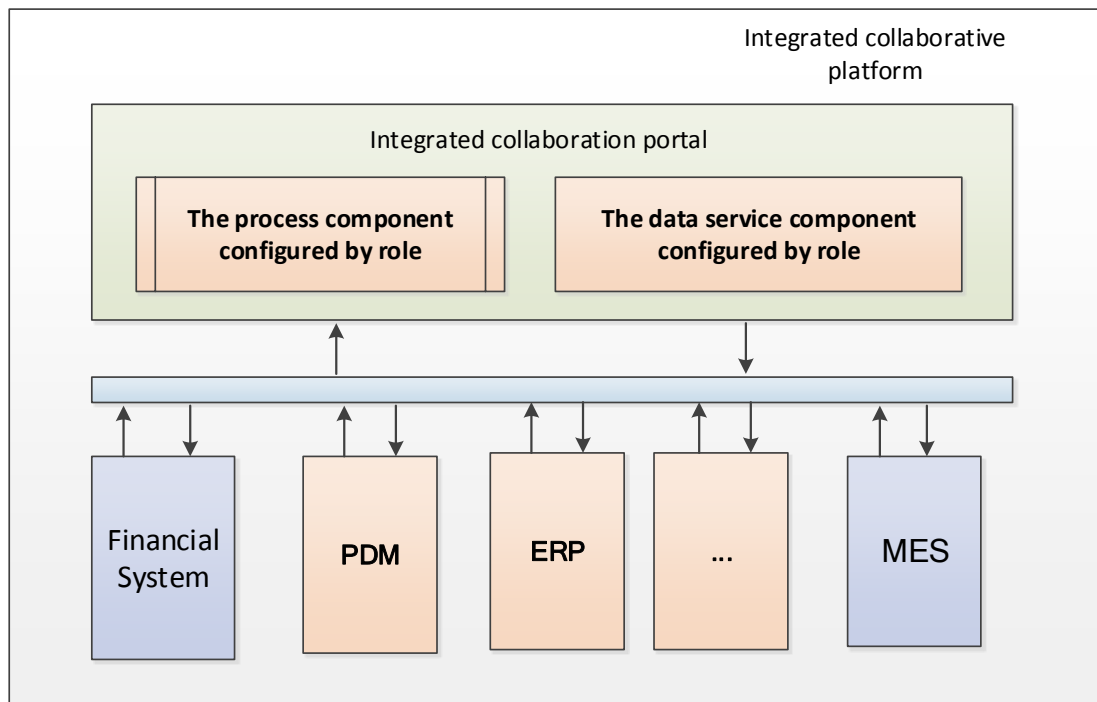 Integrated collaborative
platform
Integrated collaboration portal
The process component
configured by role
The data service component
configured by role
Financial
System
PDM
ERP
...
MES